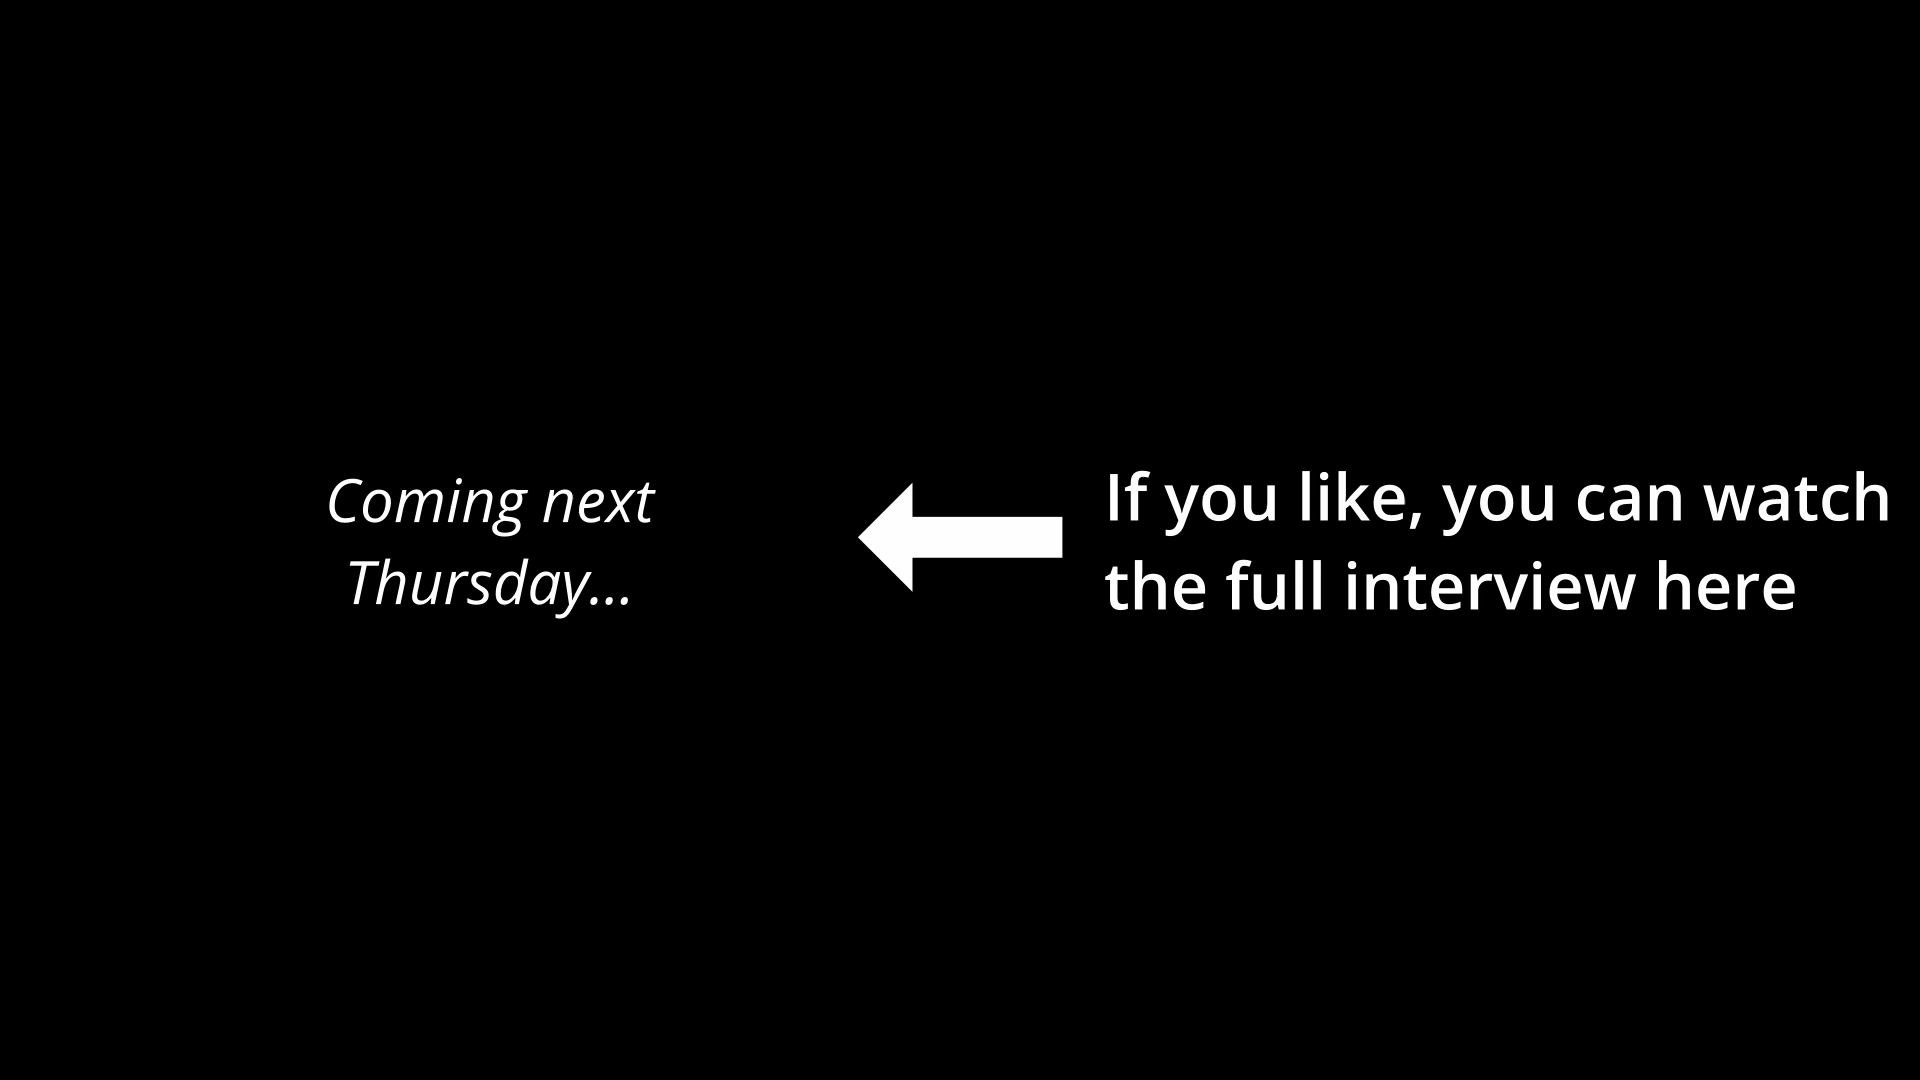 Coming next
Thursday...
If you like, you can watch
the full interview here